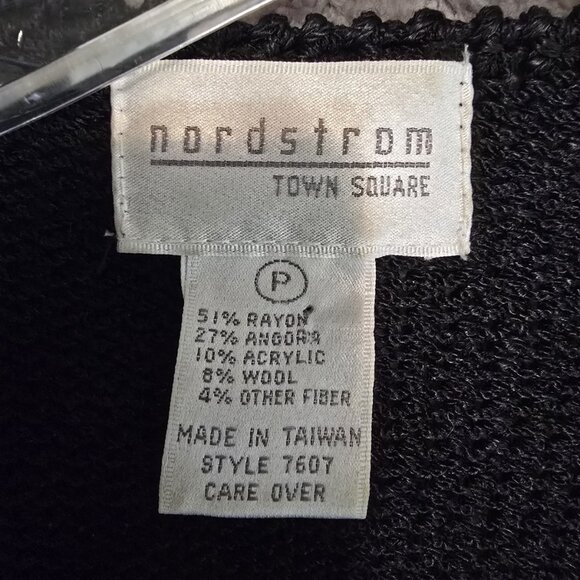 nordstrom
TOWN SQUARE
P
51% RAYON
27% ANGORA
10% ACRYLIC
8% WOOL
4% OTHER FIBER
MADE IN TAIWAN
STYLE 7607
CARE OVER